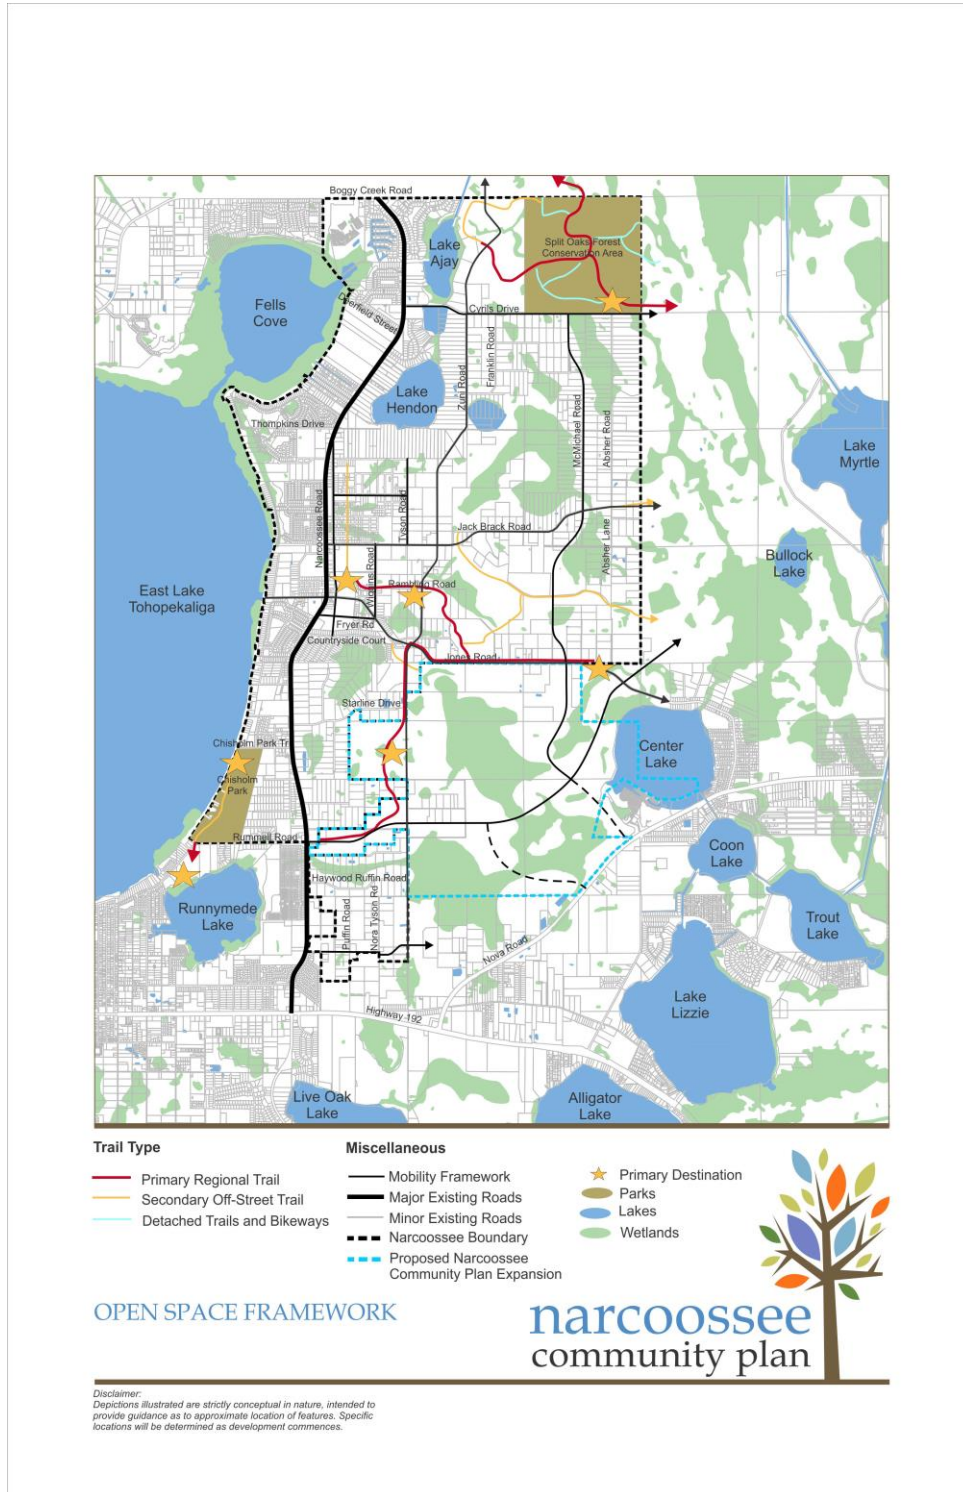 Boggy Creek Road
Lake
Ajay
Split Oaks Forest
Conservation Area
Fells
Cove
Deerfield Street
Cyril's Drive
Franklin Road
Zuni Road
Lake
Hendon
McMichael Road
Absher Road
Thompkins Drive
Lake
Myrtle
Narcoossee Road
Tyson Road
Jack Brack Road
Absher Lane
Bullock
Lake
East Lake
Tohopekaliga
Wiggins Road
Rambling Road
Fryer Rd
Countryside Court
Jones Road
Starline Drive
Chisholm Park Tr
Center
Lake
Chisholm
Park
Rummell Road
Coon
Lake
Haywood Ruffin Road
Runnymede
Lake
Puffin Road
Nora Tyson Rd
Trout
Lake
Nova Road
Lake
Lizzie
Highway 192
Live Oak
Lake
Alligator
Lake
Trail Type
Primary Regional Trail
Secondary Off-Street Trail
Detached Trails and Bikeways
Miscellaneous
Mobility Framework
Major Existing Roads
Minor Existing Roads
Narcoossee Boundary
Proposed Narcoossee
Community Plan Expansion
Primary Destination
Parks
Lakes
Wetlands
OPEN SPACE FRAMEWORK
narcoossee
community plan
Disclaimer:
Depictions illustrated are strictly conceptual in nature, intended to
provide guidance as to approximate location of features. Specific
locations will be determined as development commences.